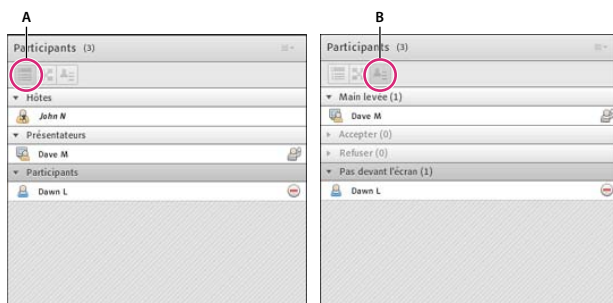 A
B
Participants (3)
Hôtes
John N
Présentateurs
Dave M
Participants
Dawn L
Participants (3)
Main levée (1)
Dave M
Accepter (0)
Refuser (0)
Pas devant l'écran (1)
Dawn L